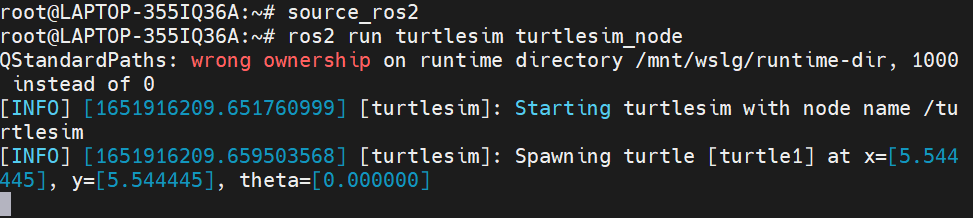 root@LAPTOP-355IQ36A:~# source_ros2
root@LAPTOP-355IQ36A:~# ros2 run turtlesim turtlesim_node
QStandardPaths: wrong ownership on runtime directory /mnt/wslg/runtime-dir, 1000
 instead of 0
[INFO] [1651916209.651760999] [turtlesim]: Starting turtlesim with node name /tu
rtlesim
[INFO] [1651916209.659503568] [turtlesim]: Spawning turtle [turtle1] at x=[5.544
445], y=[5.544445], theta=[0.000000]